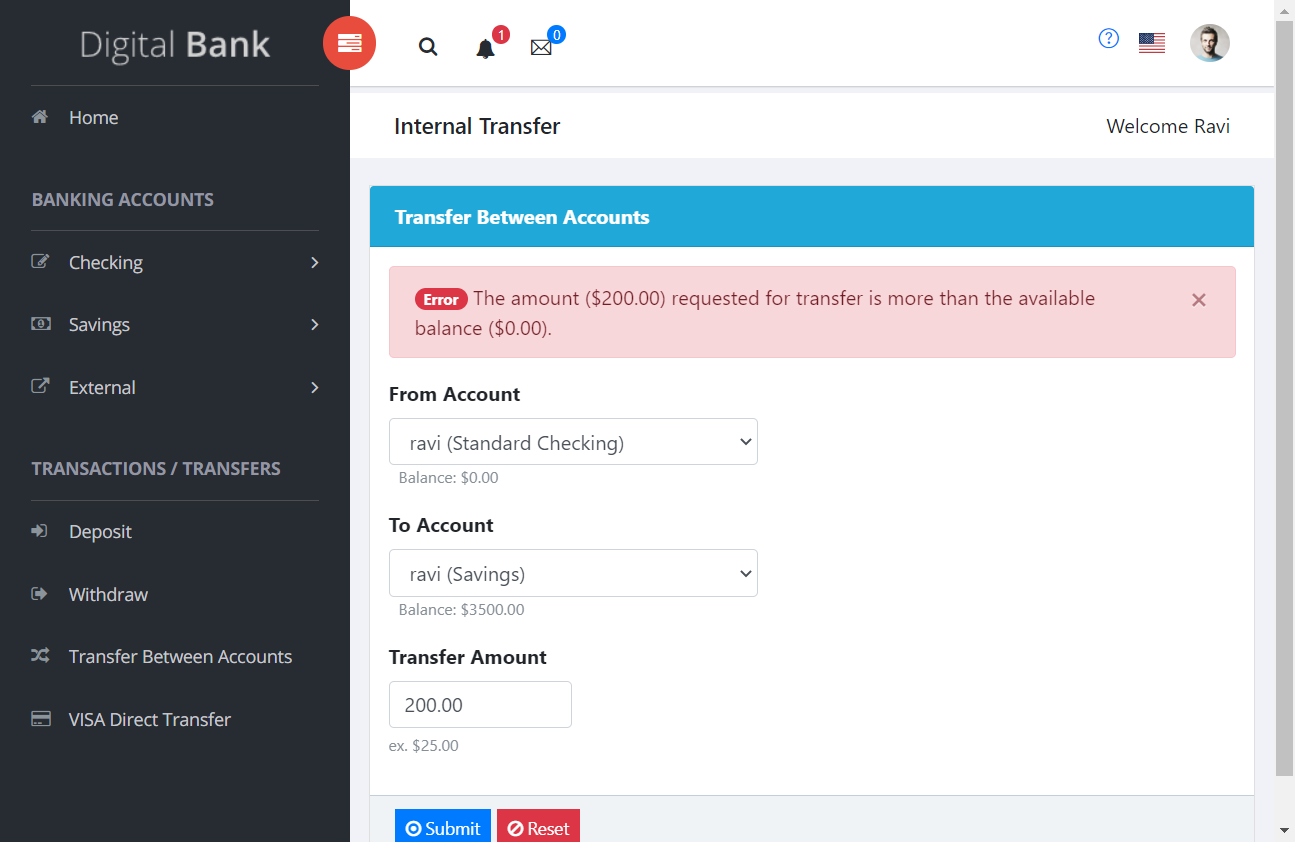 Digital Bank
1
0
Home
BANKING ACCOUNTS
Checking
Savings
External
TRANSACTIONS / TRANSFERS
Deposit
Withdraw
Transfer Between Accounts
VISA Direct Transfer
Internal Transfer
Welcome Ravi
Transfer Between Accounts
Error The amount ($200.00) requested for transfer is more than the available
balance ($0.00).
From Account
ravi (Standard Checking)
Balance: $0.00
To Account
ravi (Savings)
Balance: $3500.00
Transfer Amount
200.00
ex. $25.00
Submit Reset